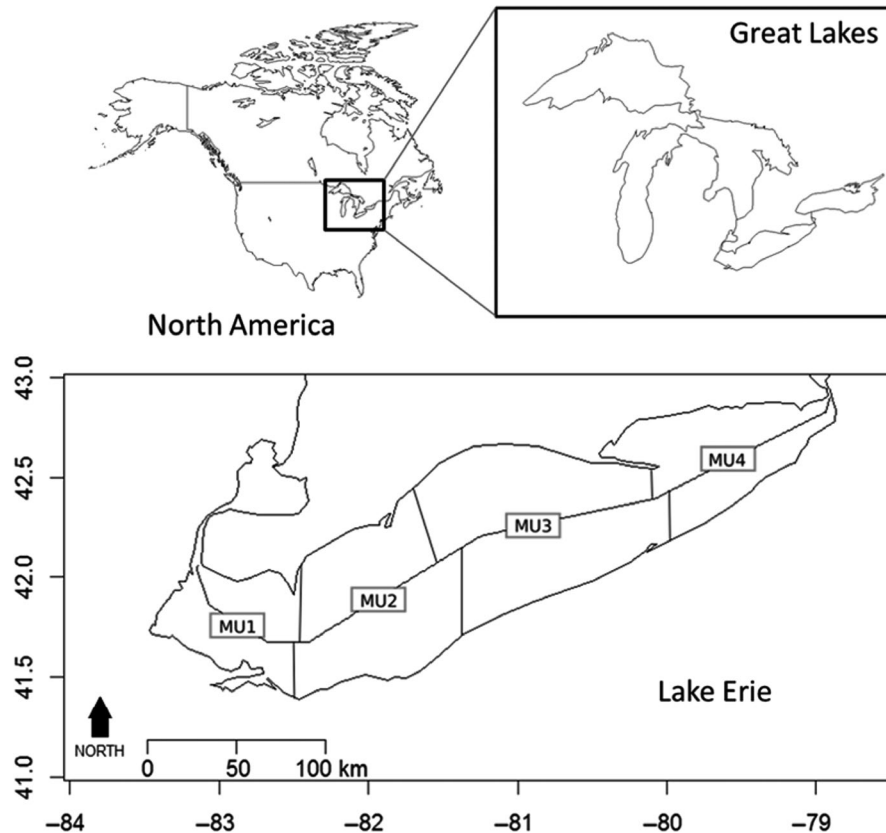 Great Lakes
North America
43.0
42.5
42.0
41.5
41.0
MU4
MU3
MU2
MU1
Lake Erie
NORTH
0 50 100 km
−84 −83 −82 −81 −80 −79